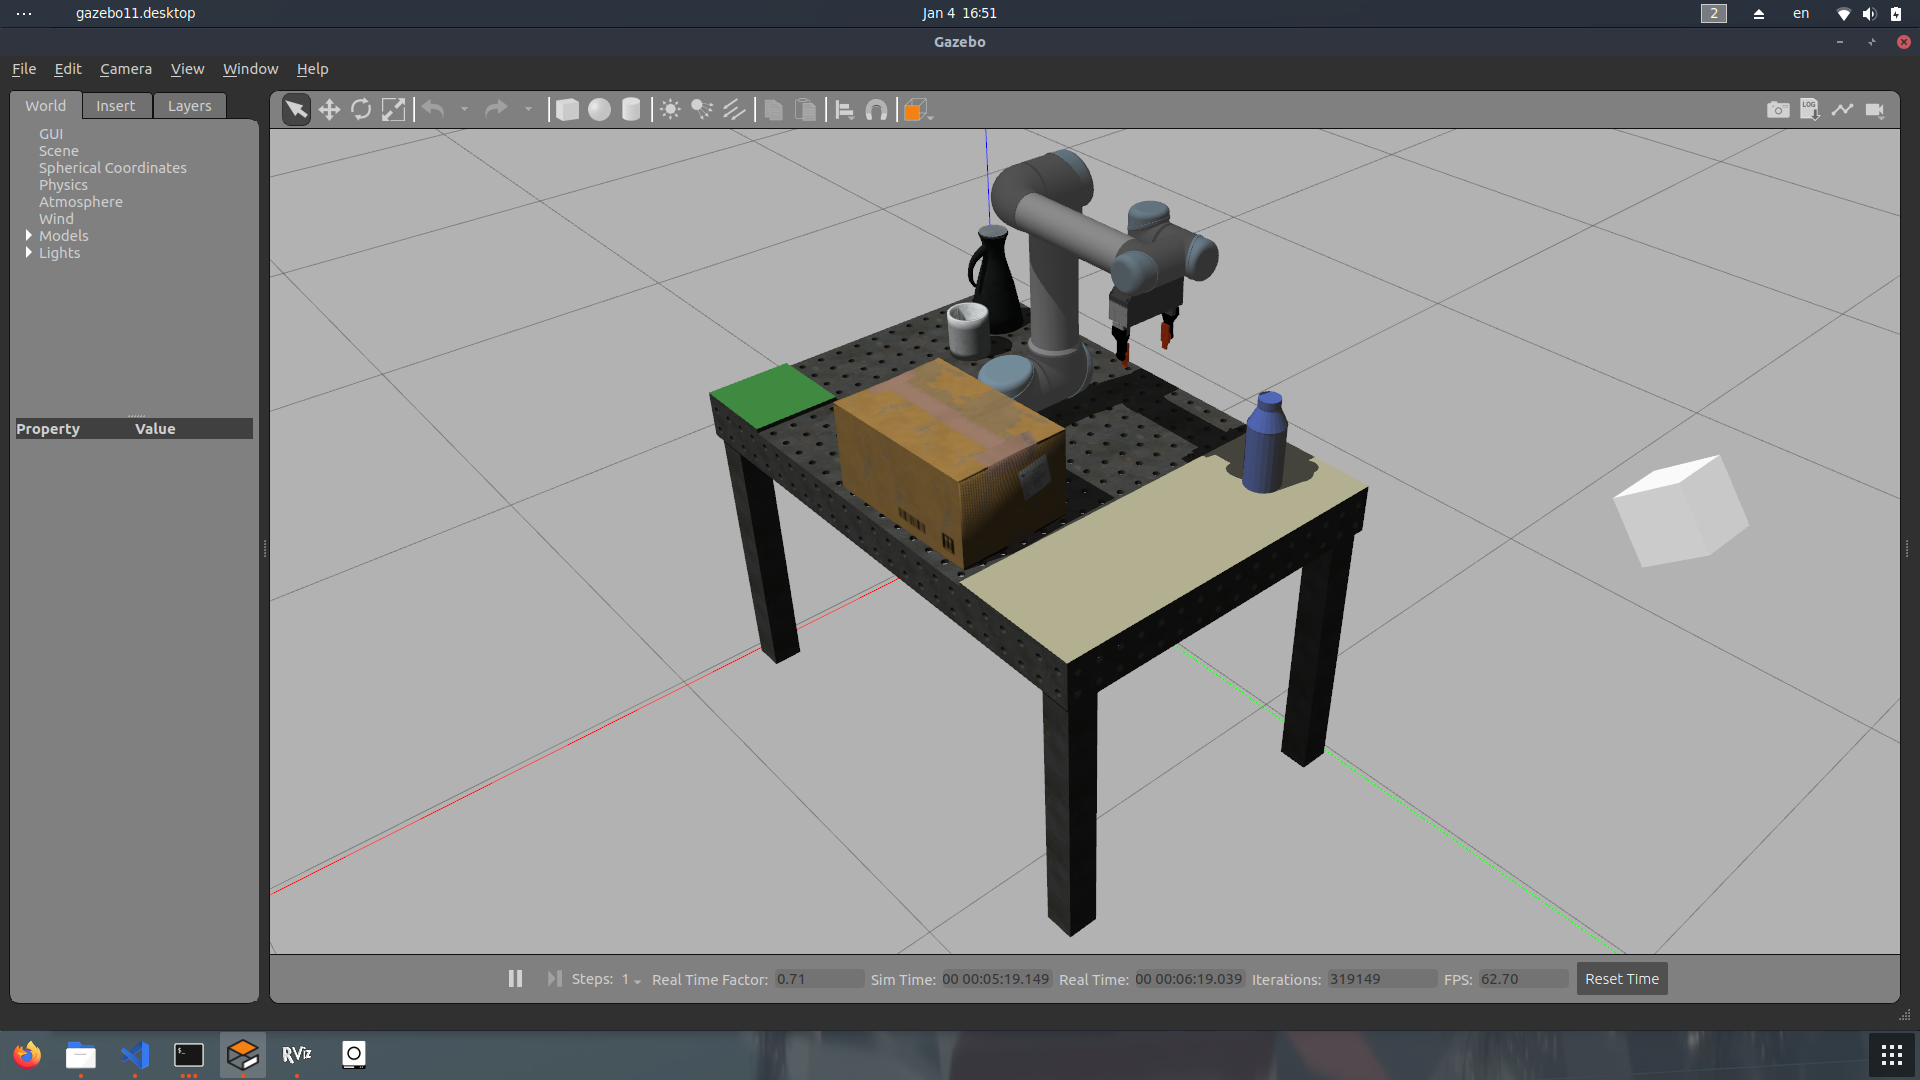 gazebo11.desktop
Jan 4 16:51
2
en
Gazebo
File Edit Camera View Window Help
World Insert Layers
LOG
GUI
Scene
Spherical Coordinates
Physics
Atmosphere
Wind
Models
Lights
Property Value
Steps: 1 Real Time Factor: 0.71 Sim Time: 00 00:05:19.149 Real Time: 00 00:06:19.039 Iterations: 319149 FPS: 62.70 Reset Time
RViz